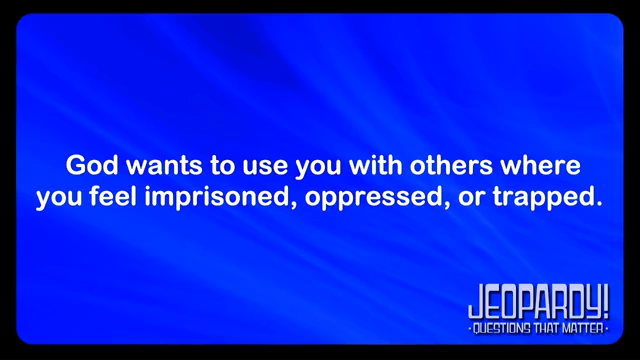 God wants to use you with others where
you feel imprisoned, oppressed, or trapped.
JEOPARDY!
·QUESTIONS THAT MATTER·